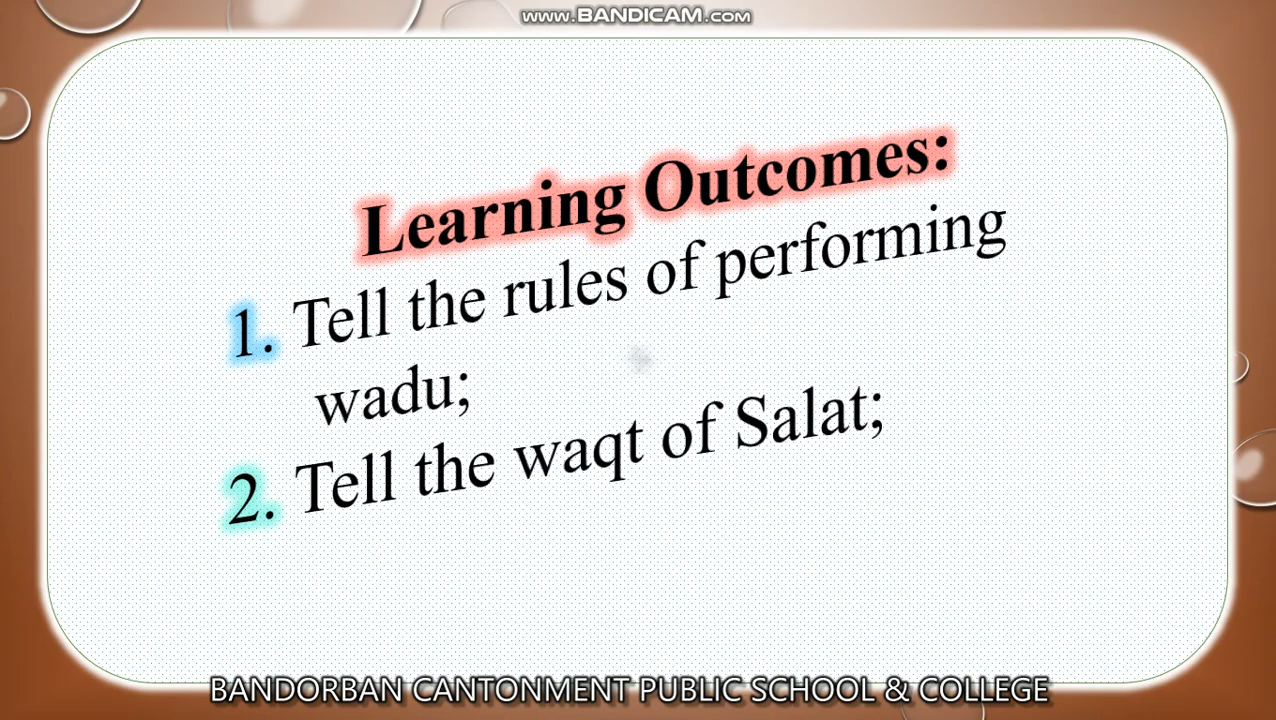 www.BANDICAM.com
Learning Outcomes:
1. Tell the rules of performing
wadu;
2. Tell the waqt of Salat;
BANDORBAN CANTONMENT PUBLIC SCHOOL & COLLEGE